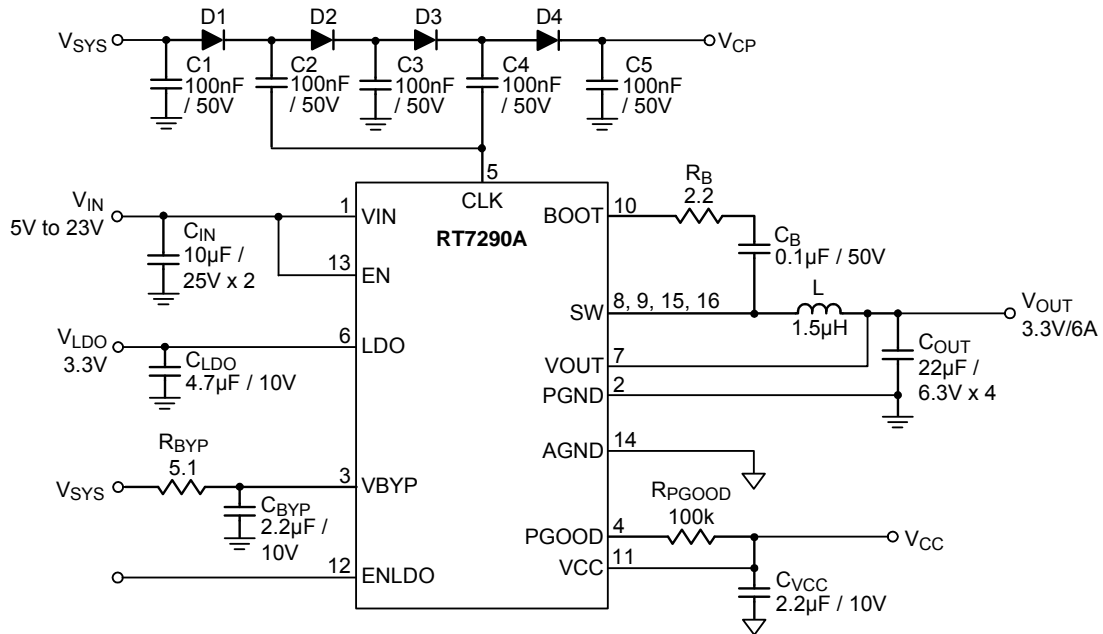 D1 D2 D3 D4
VSYS VCP
C1 C2 C3 C4 C5
100nF 100nF 100nF 100nF 100nF
/ 50V / 50V / 50V / 50V / 50V
5
CLK
RT7290A
VIN
5V to 23V
CIN
10µF /
25V x 2
1 VIN
13 EN
VLDO
3.3V
CLDO
4.7µF / 10V
6 LDO
RBYP
5.1
VSYS
CBYP
2.2µF /
10V
3 VBYP
12 ENLDO
BOOT 10
RB
2.2
CB
0.1µF / 50V
SW 8, 9, 15, 16
L
1.5µH
VOUT
3.3V/6A
COUT
22µF /
6.3V x 4
VOUT 7
PGND 2
AGND 14
RPGOOD
100k
PGOOD 4
VCC 11
VCC
CVCC
2.2µF / 10V